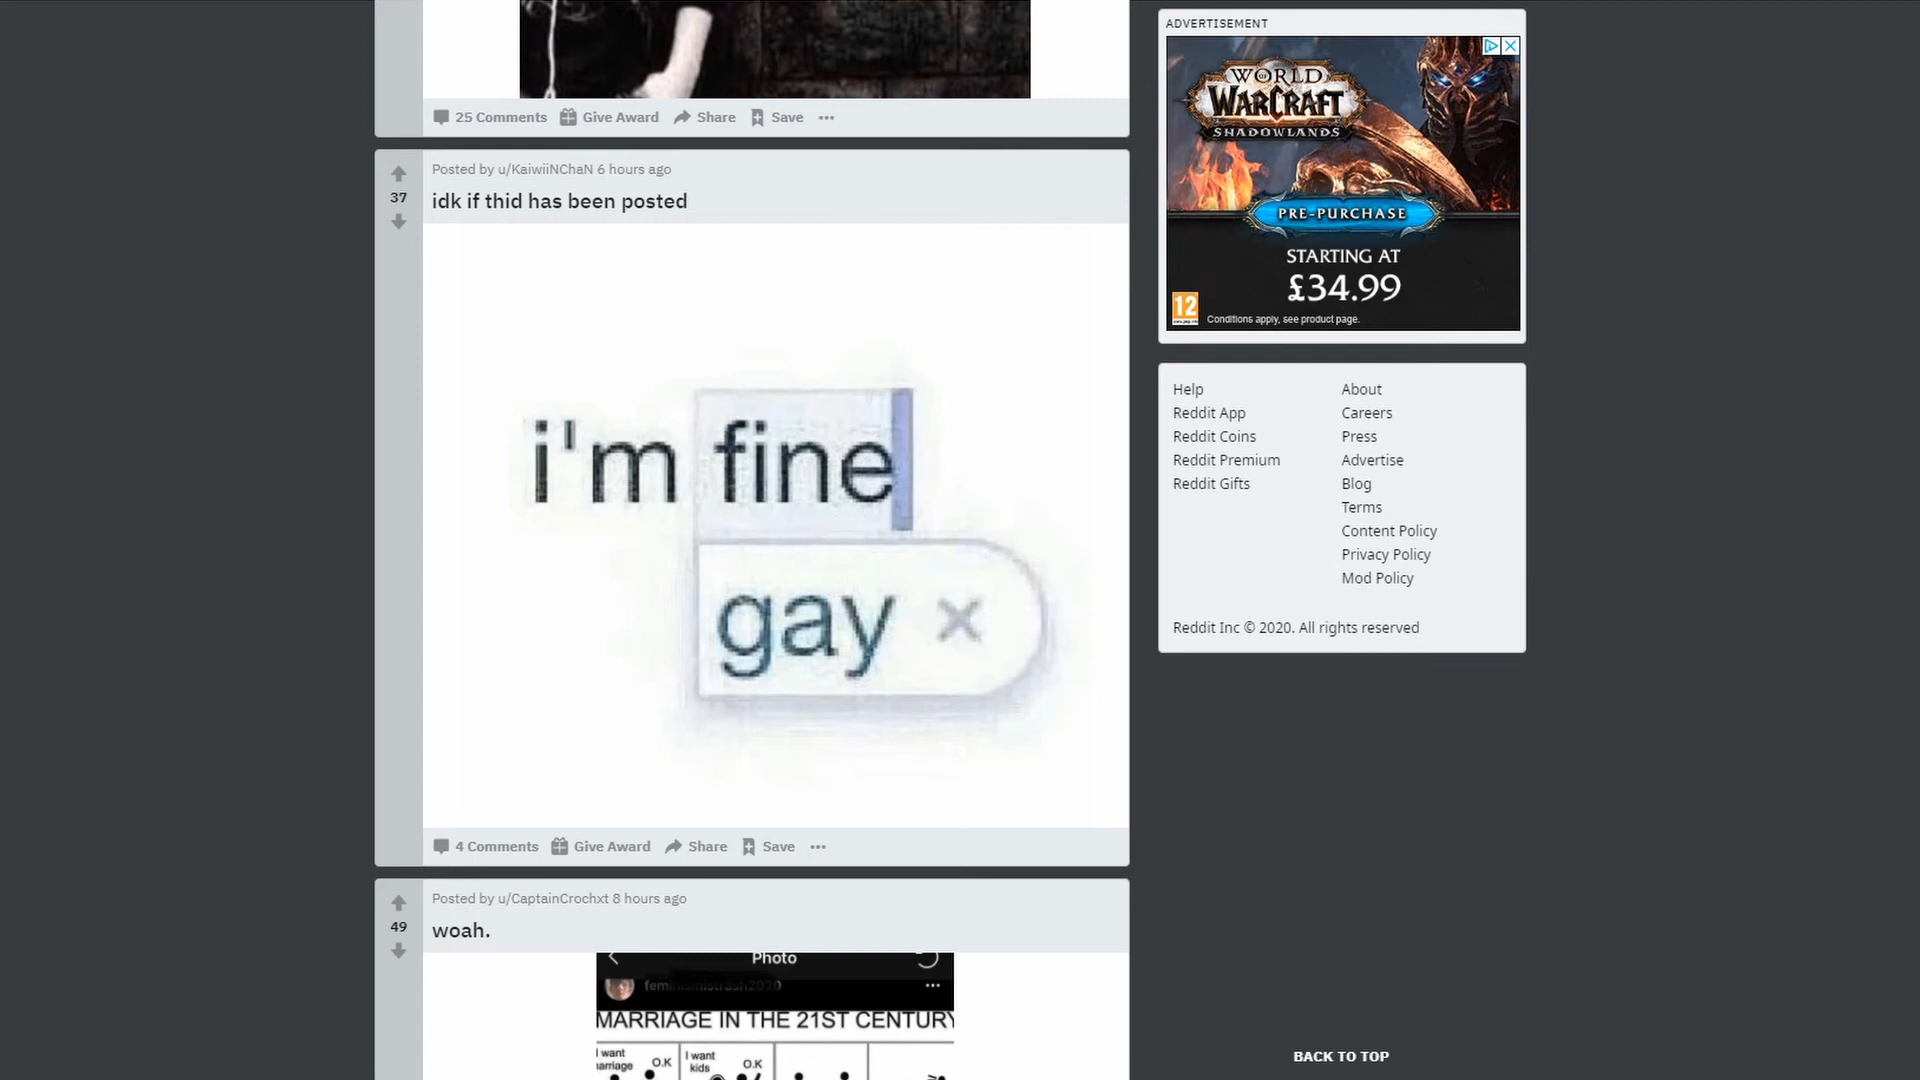 25 Comments Give Award Share Save
Posted by u/KaiwiiNChaN 6 hours ago
37
idk if thid has been posted
i'm fine
gay ×
4 Comments Give Award Share Save
Posted by u/CaptainCrochxt 8 hours ago
49
woah.
Photo
MARRIAGE IN THE 21ST CENTURY
I want
O.K
I want
kids
O.K
ADVERTISEMENT
WORLD OF
WARCRAFT
SHADOWLANDS
PRE-PURCHASE
STARTING AT
£34.99
12
Conditions apply, see product page.
Help
Reddit App
Reddit Coins
Reddit Premium
Reddit Gifts
About
Careers
Press
Advertise
Blog
Terms
Content Policy
Privacy Policy
Mod Policy
Reddit Inc © 2020. All rights reserved
BACK TO TOP